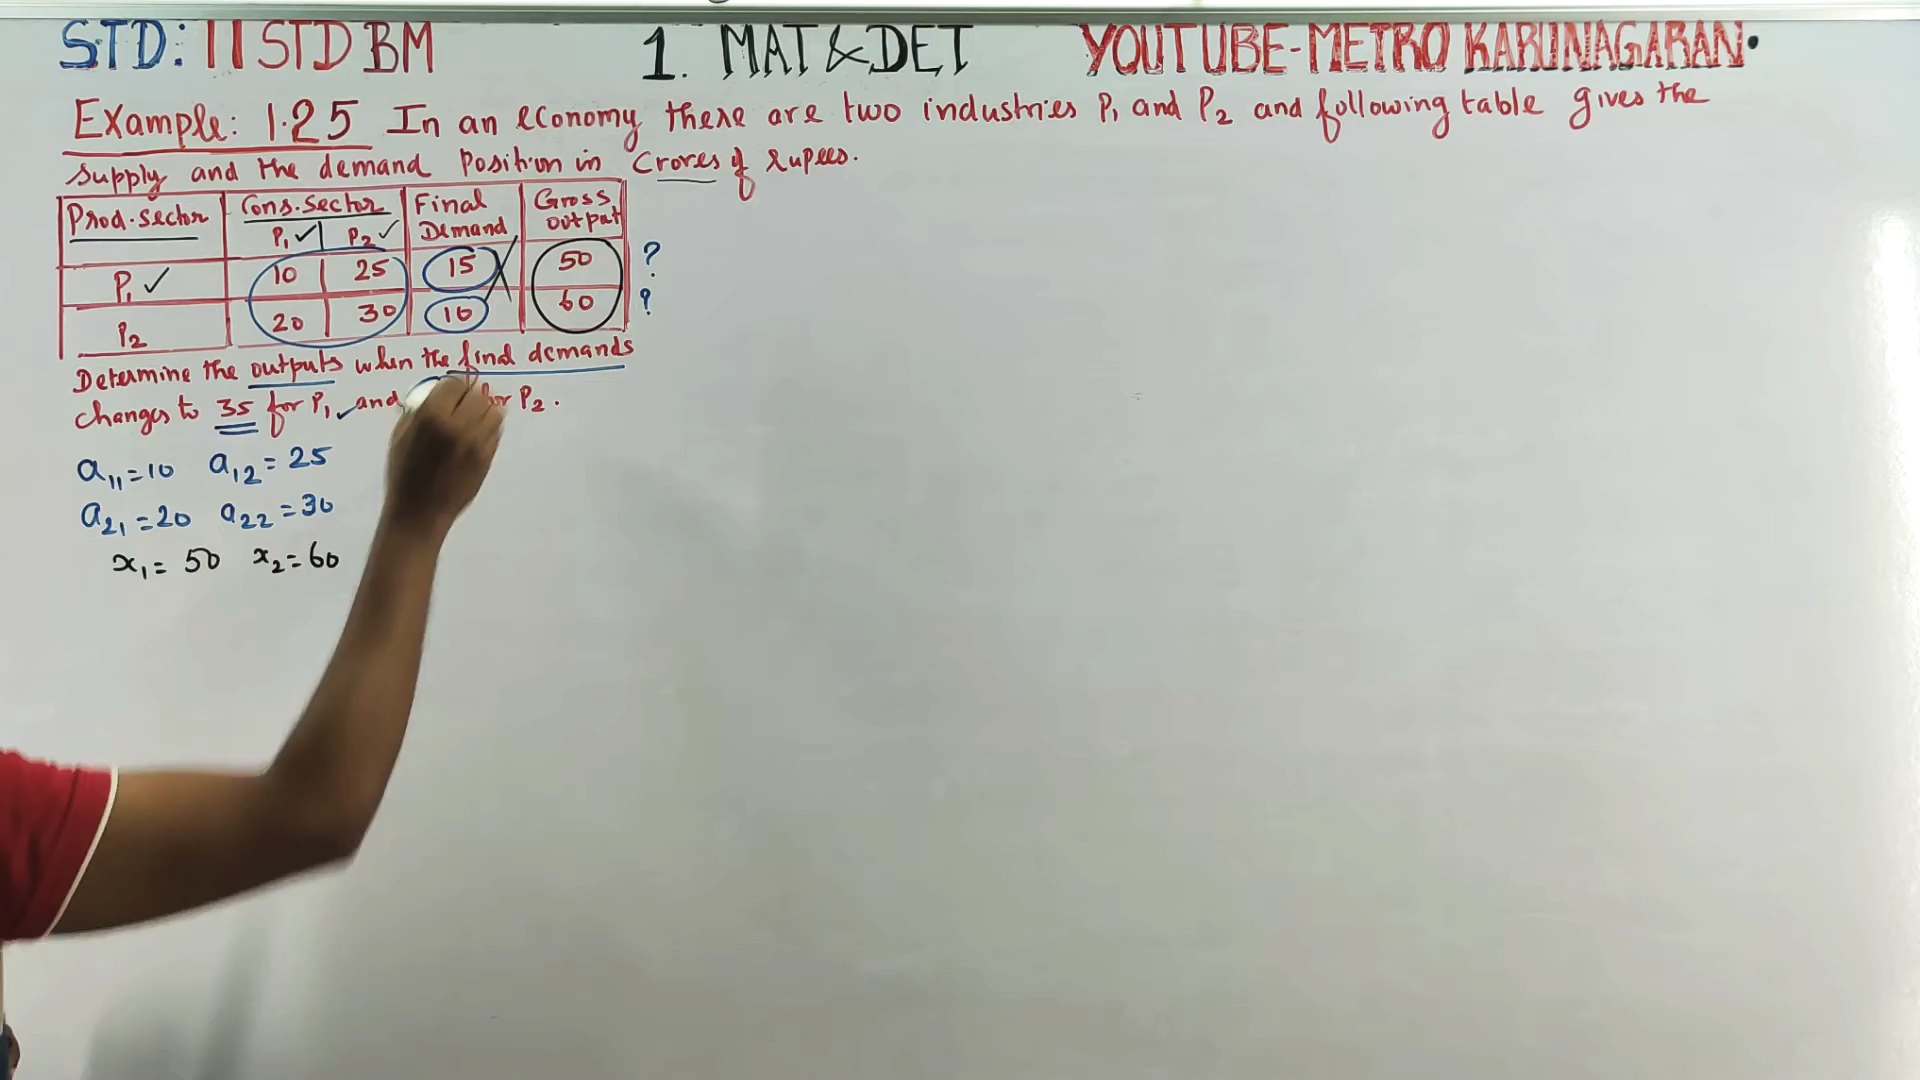 STD: 11 STD BM 1. MAT & DET YOUTUBE-METRO KARUNAGARAN.
Example: 1.25 In an economy there are two industries P1 and P2 and following table gives the
supply and the demand position in Crores of rupees.
Prod.sector Cons.sector Final Demand Gross output
P1 ✓ P2 ✓
P1 ✓ 10 25 15 50 ?
P2 20 30 10 60 ?
Determine the outputs when the final demands
changes to 35 for P1 and for P2.
a11=10 a12=25
a21=20 a22=30
x1=50 x2=60